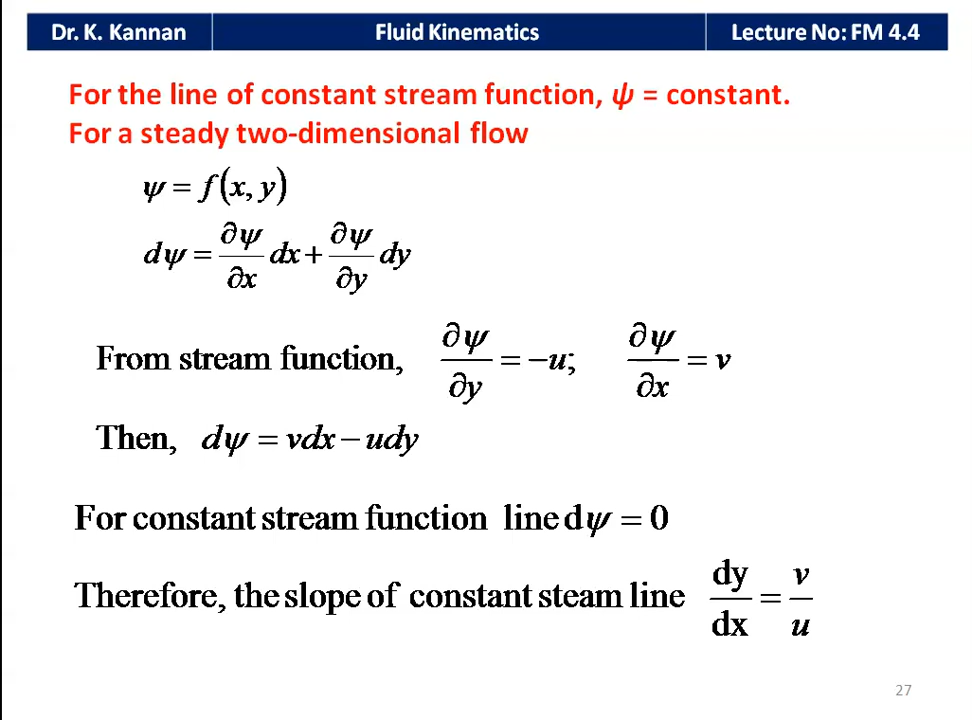 Dr. K. Kannan Fluid Kinematics Lecture No: FM 4.4
For the line of constant stream function, ψ = constant.
For a steady two-dimensional flow
ψ = f(x, y)
dψ = ∂ψ/∂x dx + ∂ψ/∂y dy
From stream function, ∂ψ/∂y = −u; ∂ψ/∂x = v
Then, dψ = vdx − udy
For constant stream function line dψ = 0
Therefore, the slope of constant steam line dy/dx = v/u
27